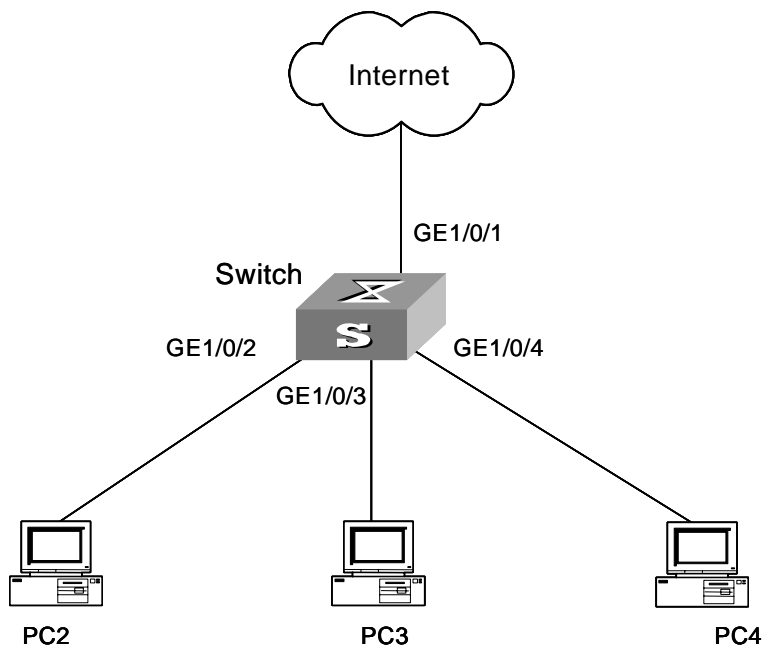 Internet
GE1/0/1
Switch
S
GE1/0/2
GE1/0/4
GE1/0/3
PC2
PC3
PC4